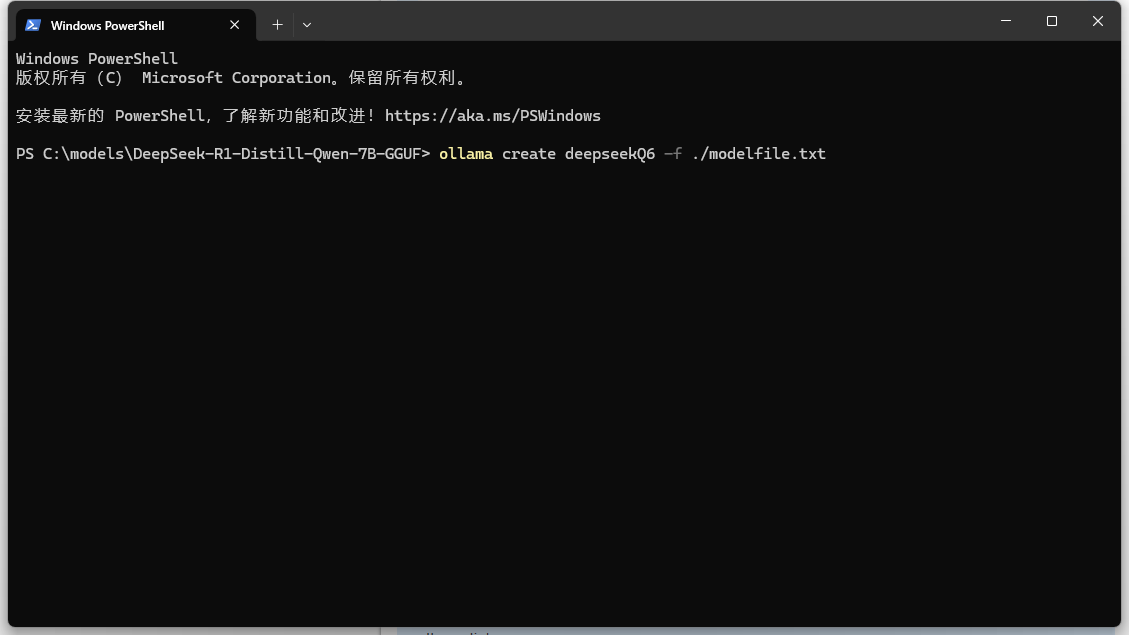 Windows PowerShell
Windows PowerShell
版权所有（C） Microsoft Corporation。保留所有权利。
安装最新的 PowerShell，了解新功能和改进！https://aka.ms/PSWindows
PS C:\models\DeepSeek-R1-Distill-Qwen-7B-GGUF> ollama create deepseekQ6 -f ./modelfile.txt